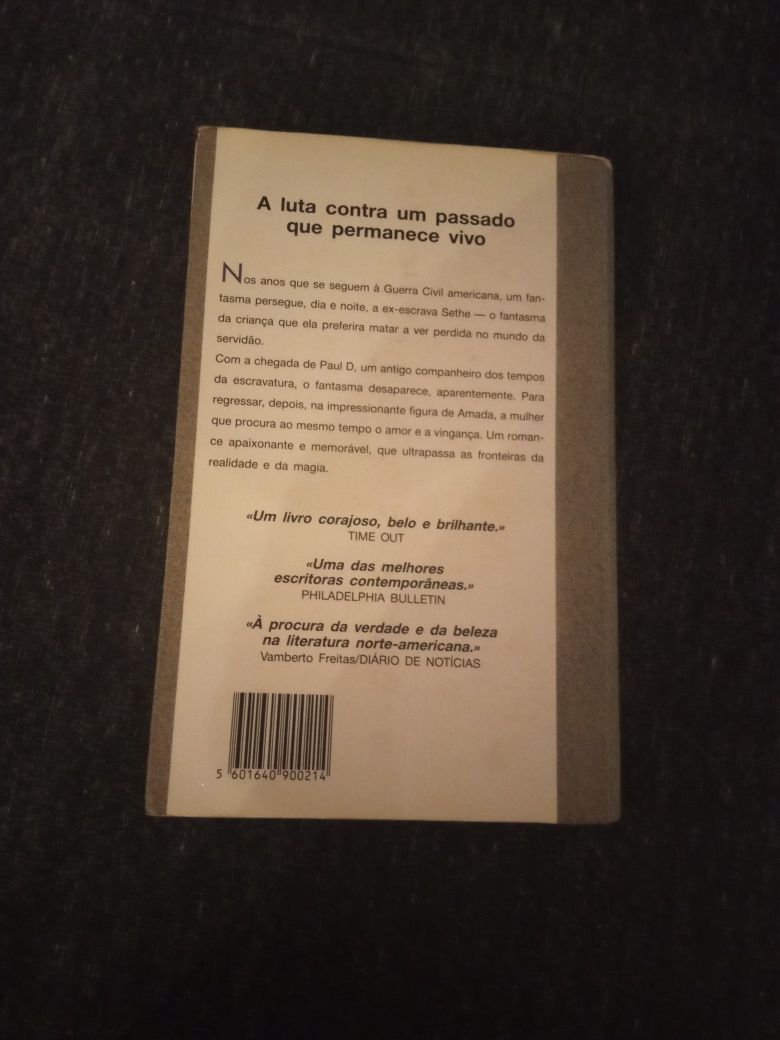 A luta contra um passado
que permanece vivo
Nos anos que se seguem à Guerra Civil americana, um fan-
tasma persegue, dia e noite, a ex-escrava Sethe — o fantasma
da criança que ela preferira matar a ver perdida no mundo da
servidão.
Com a chegada de Paul D, um antigo companheiro dos tempos
da escravatura, o fantasma desaparece, aparentemente. Para
regressar, depois, na impressionante figura de Amada, a mulher
que procura ao mesmo tempo o amor e a vingança. Um roman-
ce apaixonante e memorável, que ultrapassa as fronteiras da
realidade e da magia.
«Um livro corajoso, belo e brilhante.»
TIME OUT
«Uma das melhores
escritoras contemporâneas.»
PHILADELPHIA BULLETIN
«À procura da verdade e da beleza
na literatura norte-americana.»
Vamberto Freitas/DIÁRIO DE NOTÍCIAS
5 601640 900214